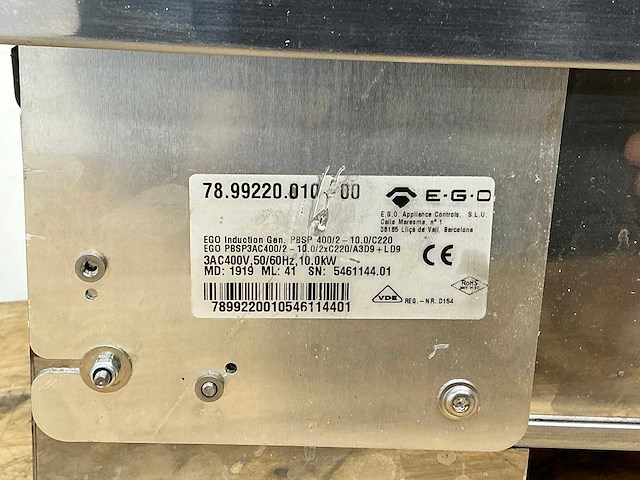 78.99220.010 - 00
E·G·O
E.G.O. Appliance Controls, S.L.U.
Calle Maresma, nº 1
08185 Lliçà de Vall, Barcelona
EGO Induction Gen. PBSP 400/2-10.0/C220
EGO PBSP3AC400/2-10.0/2xC220/A3D9+LD9
3AC400V,50/60Hz,10.0kW
MD: 1919 ML: 41 SN: 5461144.01
CE
RoHS
7899220010546114401
VDE REG.-NR. D154